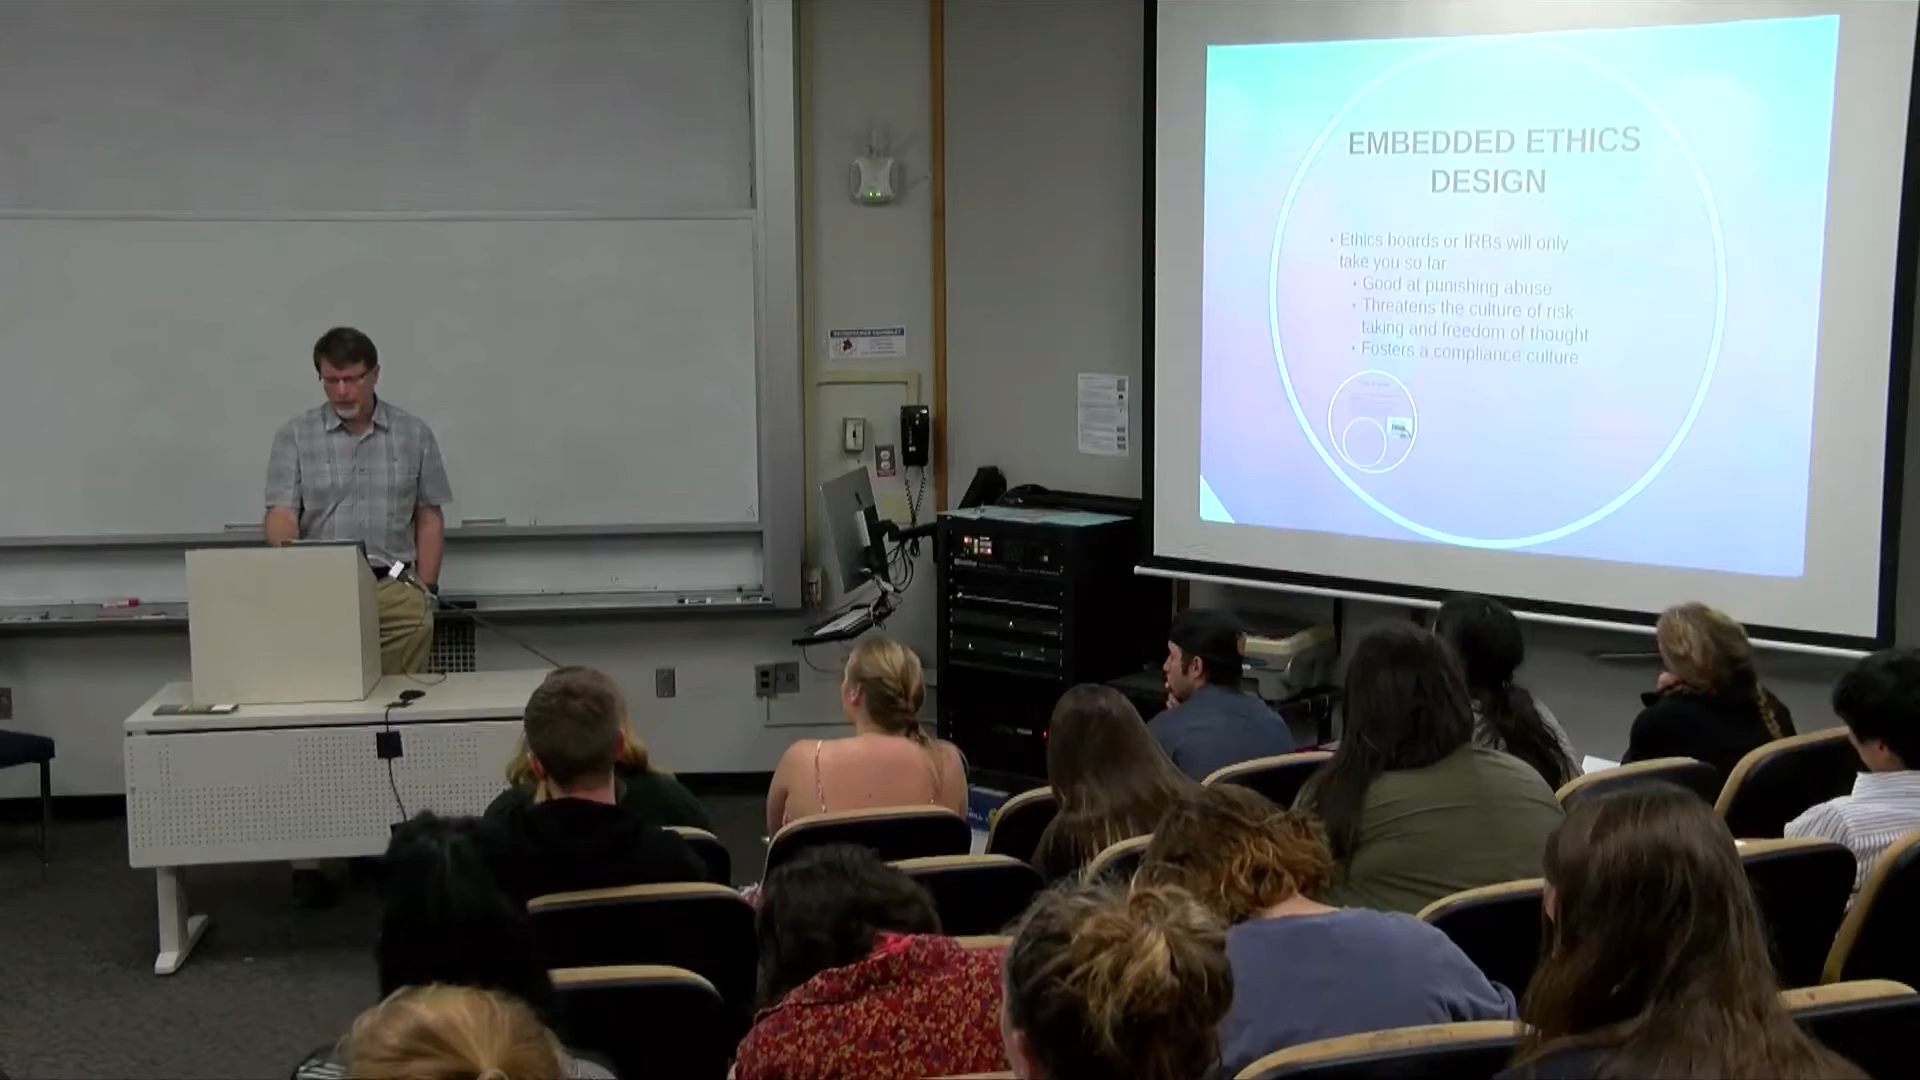 EMBEDDED ETHICS
DESIGN
• Ethics boards or IRBs will only
take you so far
• Good at punishing abuse
• Threatens the culture of risk
taking and freedom of thought
• Fosters a compliance culture